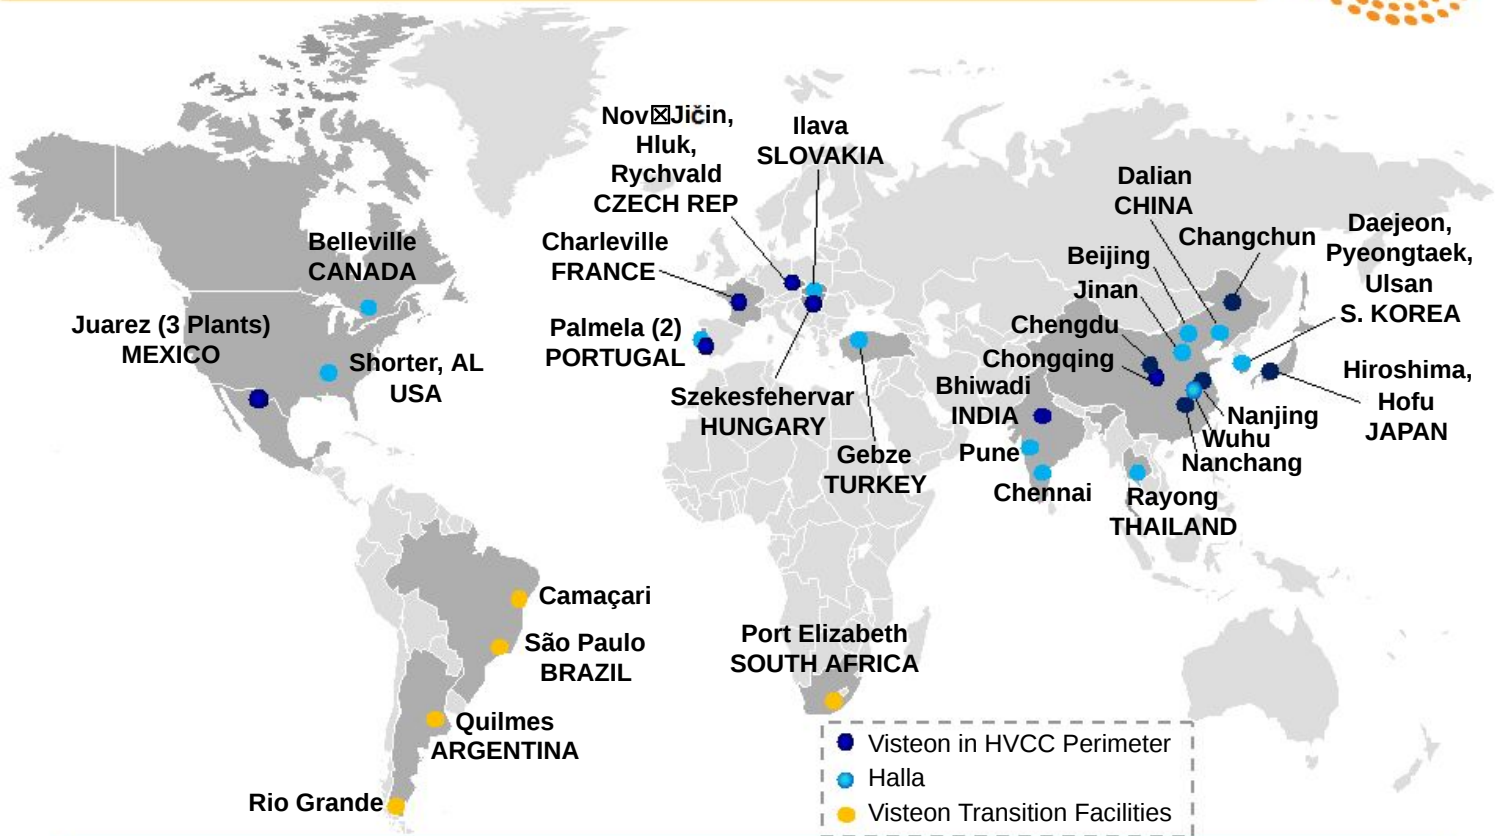 Nov☒Jičin,
Hluk,
Rychvald
CZECH REP
Ilava
SLOVAKIA
Dalian
CHINA
Changchun
Daejeon,
Pyeongtaek,
Ulsan
S. KOREA
Belleville
CANADA
Charleville
FRANCE
Beijing
Jinan
Chengdu
Chongqing
Juarez (3 Plants)
MEXICO
Shorter, AL
USA
Palmela (2)
PORTUGAL
Szekesfehervar
HUNGARY
Gebze
TURKEY
Bhiwadi
INDIA
Pune
Chennai
Rayong
THAILAND
Nanjing
Wuhu
Nanchang
Hiroshima,
Hofu
JAPAN
Camaçari
São Paulo
BRAZIL
Quilmes
ARGENTINA
Rio Grande
Port Elizabeth
SOUTH AFRICA
Visteon in HVCC Perimeter
Halla
Visteon Transition Facilities